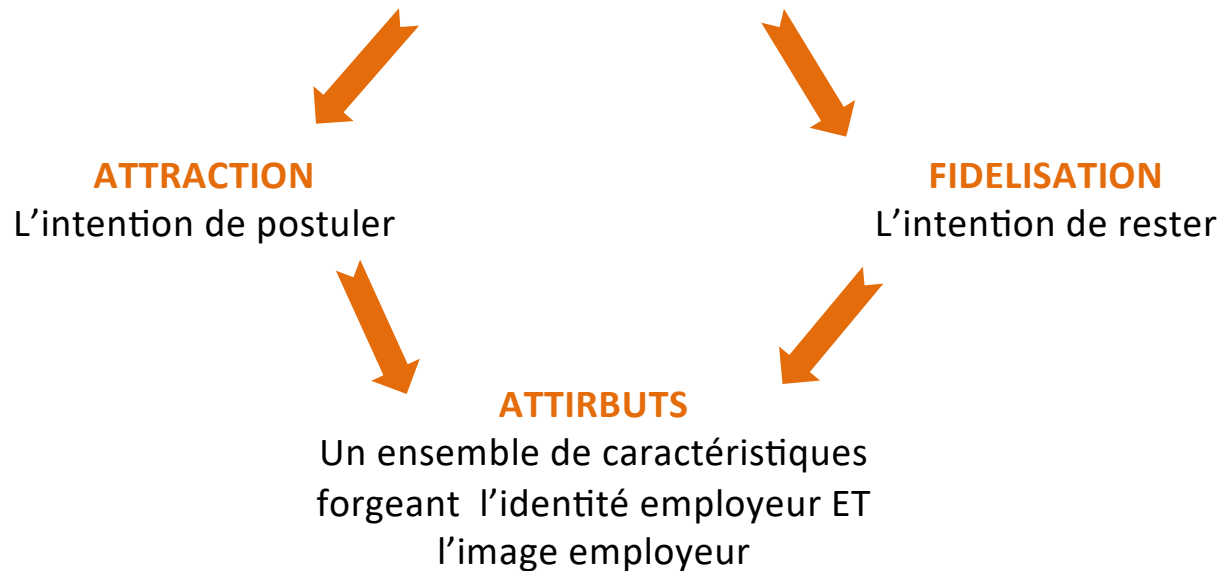 ATTRACTION
L’intention de postuler
FIDELISATION
L’intention de rester
ATTIRBUTS
Un ensemble de caractéristiques
forgeant l’identité employeur ET
l’image employeur